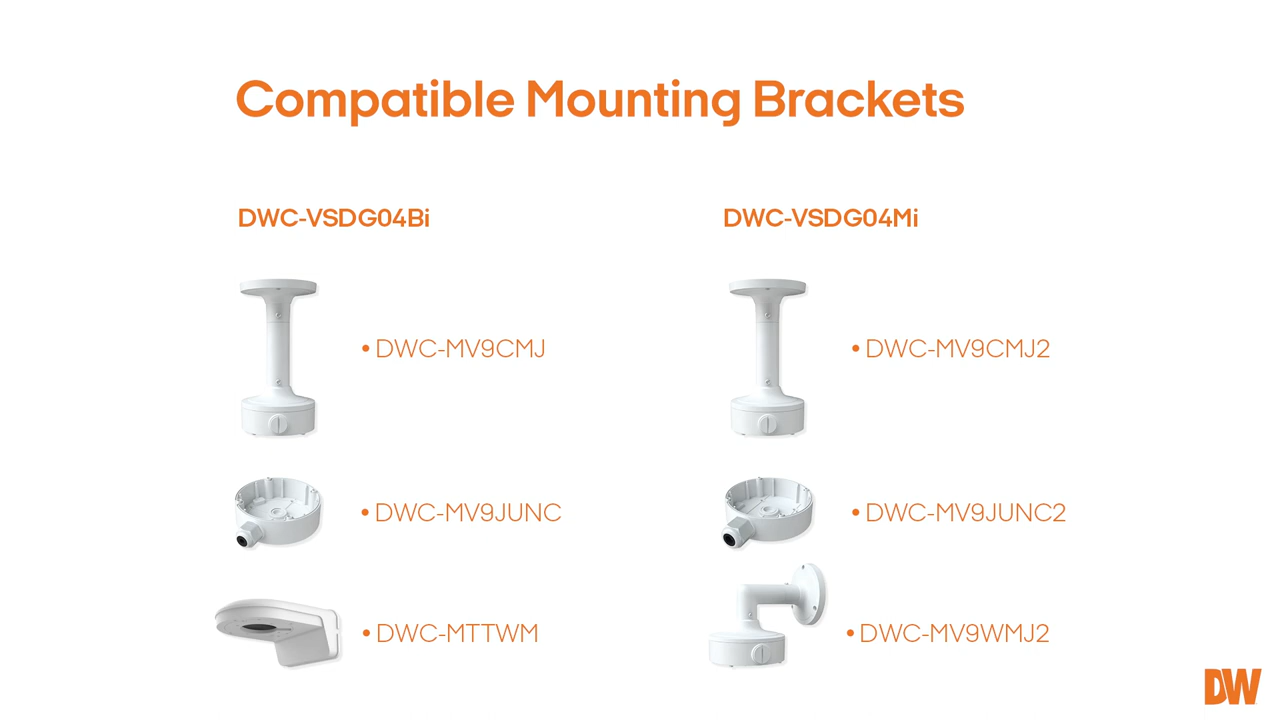 Compatible Mounting Brackets
DWC-VSDG04Bi
• DWC-MV9CMJ
• DWC-MV9JUNC
• DWC-MTTWM
DWC-VSDG04Mi
• DWC-MV9CMJ2
• DWC-MV9JUNC2
• DWC-MV9WMJ2
DW